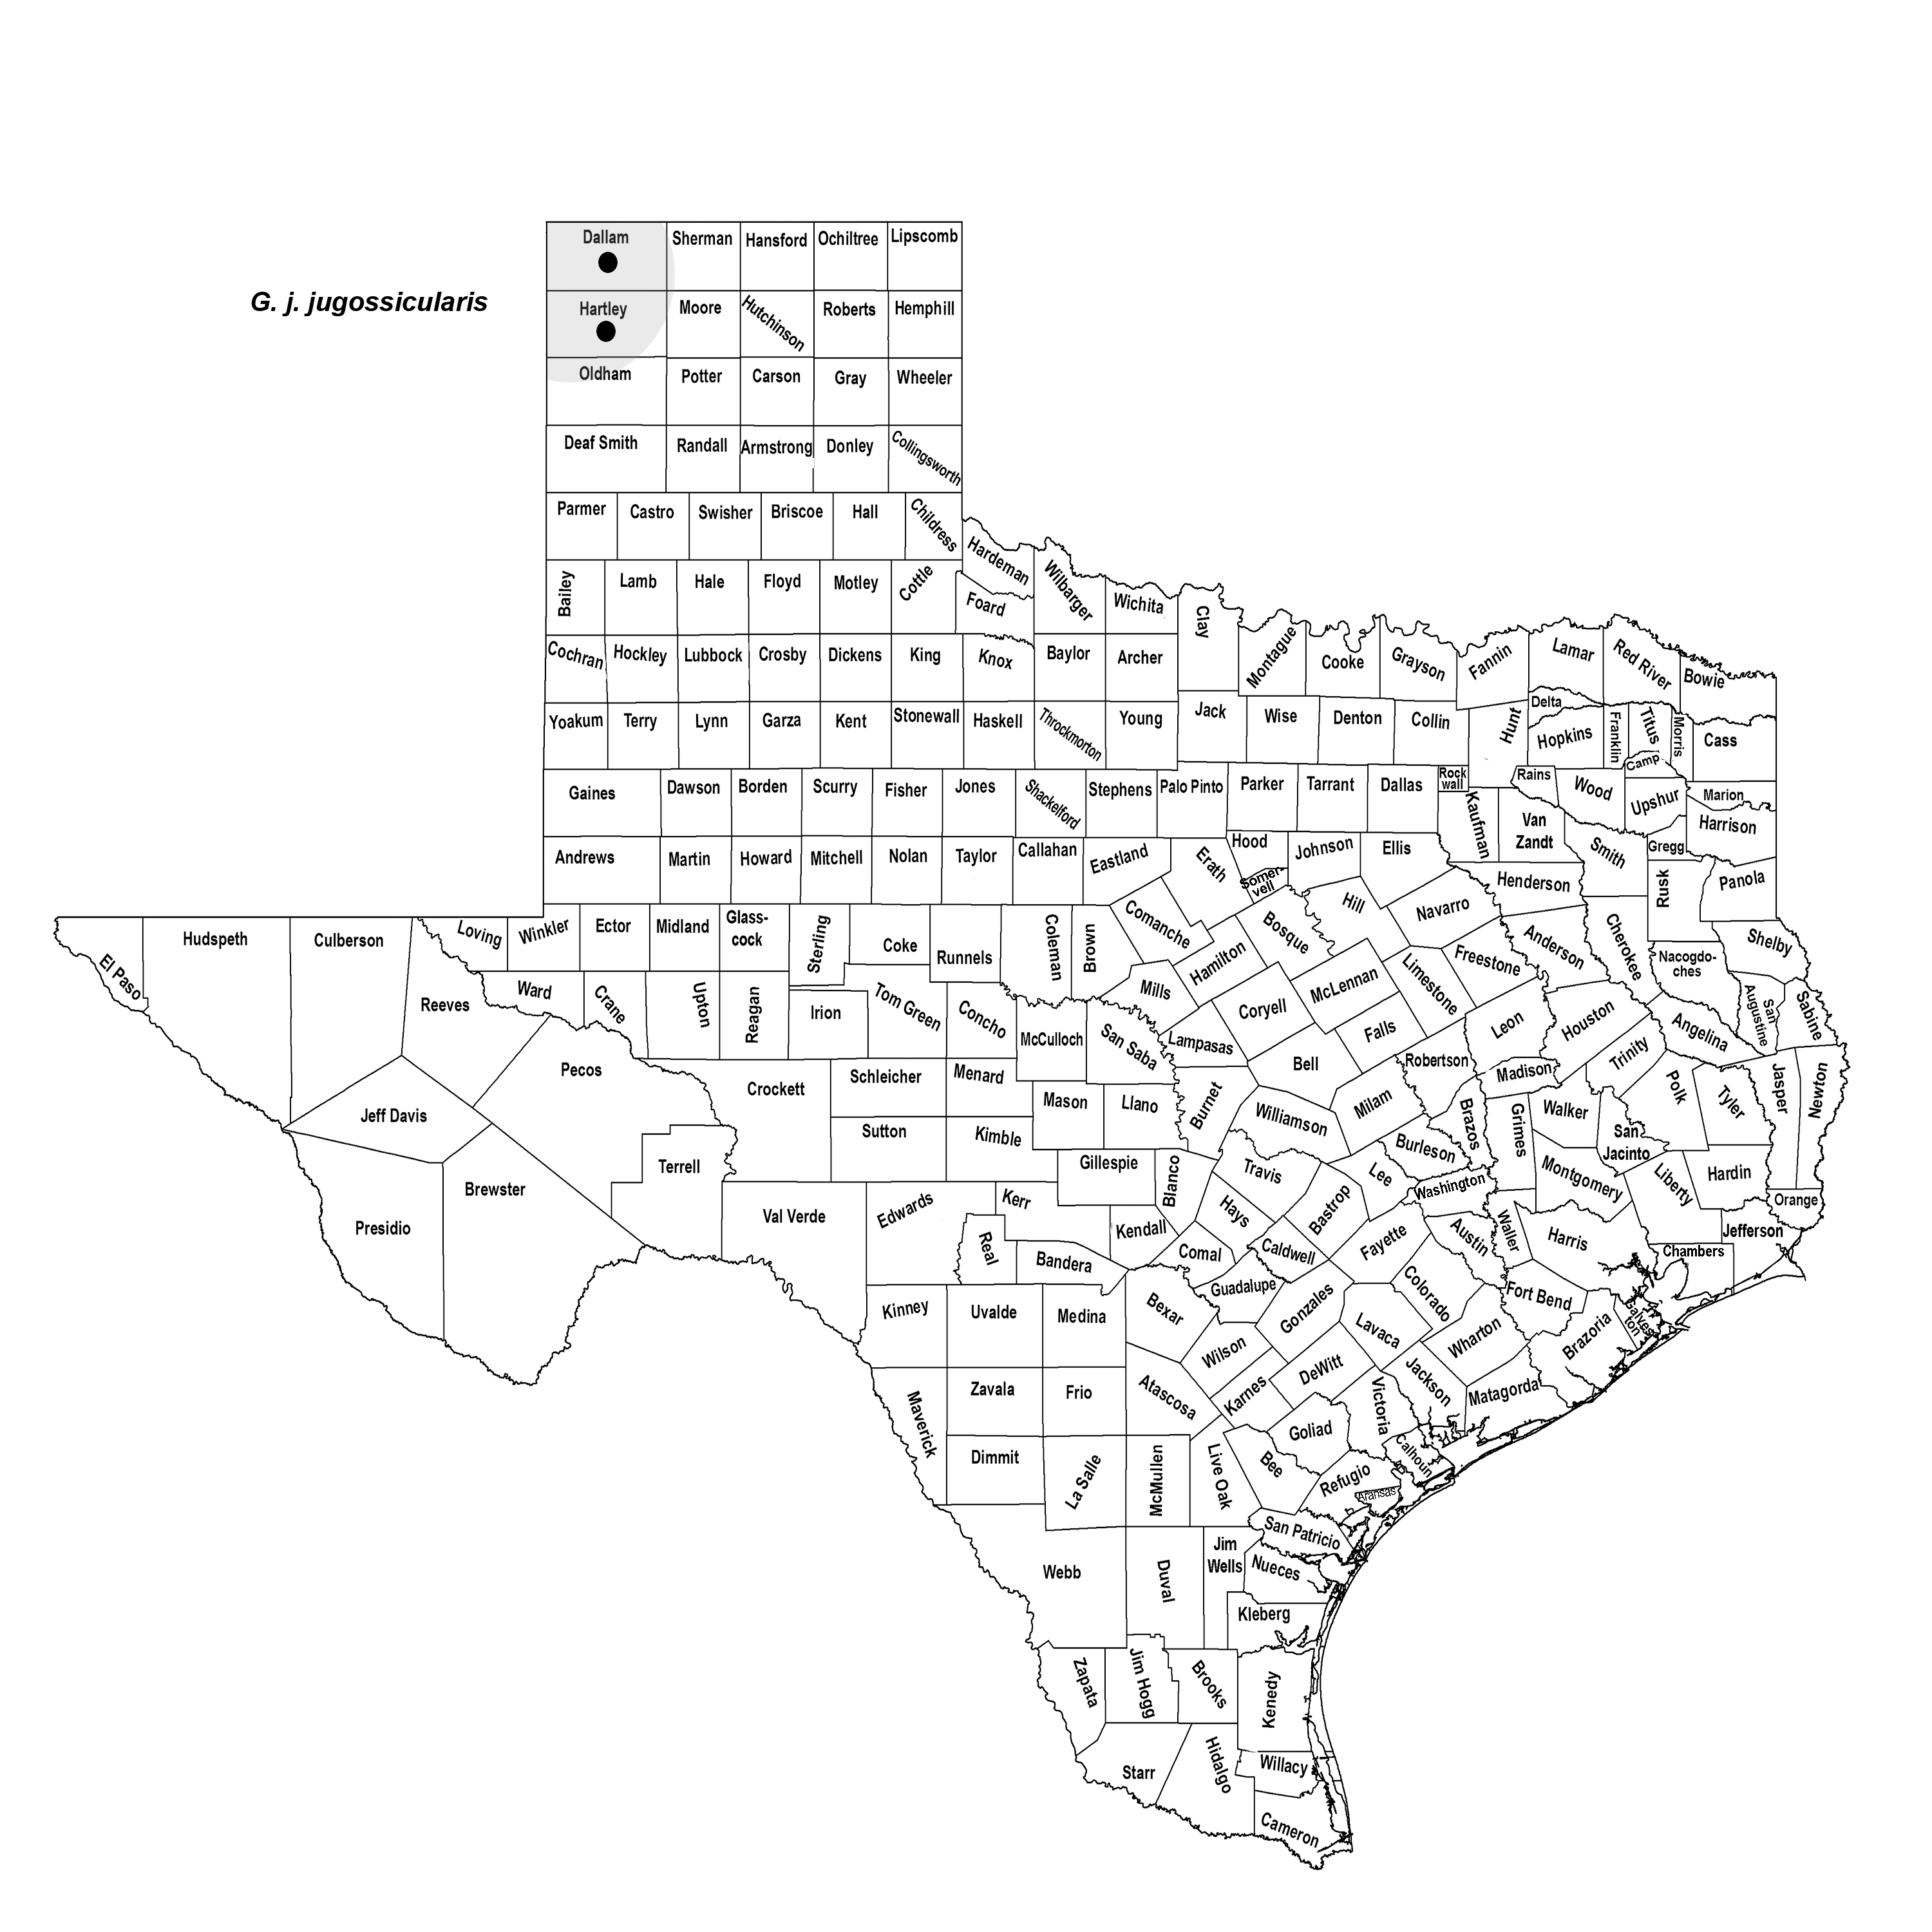 Dallam
Sherman
Hansford
Ochiltree
Lipscomb
G. j. jugossicularis
Hartley
Moore
Hutchinson
Roberts
Hemphill
Oldham
Potter
Carson
Gray
Wheeler
Deaf Smith
Randall
Armstrong
Donley
Collingsworth
Parmer
Castro
Swisher
Briscoe
Hall
Childress
Hardeman
Bailey
Lamb
Hale
Floyd
Motley
Cottle
Foard
Wilbarger
Wichita
Clay
Montague
Cooke
Grayson
Fannin
Lamar
Red River
Bowie
Cochran
Hockley
Lubbock
Crosby
Dickens
King
Knox
Baylor
Archer
Yoakum
Terry
Lynn
Garza
Kent
Stonewall
Haskell
Throckmorton
Young
Jack
Wise
Denton
Collin
Hunt
Delta
Hopkins
Franklin
Titus
Morris
Cass
Camp
Gaines
Dawson
Borden
Scurry
Fisher
Jones
Shackelford
Stephens
Palo Pinto
Parker
Tarrant
Dallas
Rock
wall
Kaufman
Rains
Wood
Upshur
Marion
Harrison
Van
Zandt
Smith
Gregg
Andrews
Martin
Howard
Mitchell
Nolan
Taylor
Callahan
Eastland
Erath
Hood
Somer-
vell
Johnson
Ellis
Henderson
Rusk
Panola
El Paso
Hudspeth
Culberson
Loving
Winkler
Ector
Midland
Glass-
cock
Sterling
Coke
Runnels
Coleman
Brown
Comanche
Hamilton
Bosque
Hill
Navarro
Anderson
Cherokee
Nacogdo-
ches
Shelby
Reeves
Ward
Crane
Upton
Reagan
Irion
Tom Green
Concho
McCulloch
San Saba
Mills
Lampasas
Coryell
McLennan
Limestone
Freestone
Falls
Leon
Houston
Trinity
Angelina
San
Augustine
Sabine
Jeff Davis
Pecos
Crockett
Schleicher
Menard
Mason
Llano
Burnet
Bell
Williamson
Milam
Robertson
Madison
Brazos
Grimes
Walker
San
Jacinto
Polk
Tyler
Jasper
Newton
Presidio
Brewster
Terrell
Val Verde
Sutton
Kimble
Gillespie
Blanco
Travis
Lee
Burleson
Washington
Montgomery
Liberty
Hardin
Orange
Jefferson
Edwards
Kerr
Real
Kendall
Bandera
Comal
Hays
Caldwell
Bastrop
Fayette
Austin
Waller
Harris
Chambers
Kinney
Uvalde
Medina
Bexar
Guadalupe
Gonzales
Wilson
Lavaca
Colorado
Wharton
Fort Bend
Brazoria
Galves-
ton
Maverick
Zavala
Frio
Atascosa
Karnes
DeWitt
Victoria
Jackson
Matagorda
Dimmit
La Salle
McMullen
Live Oak
Bee
Goliad
Refugio
Calhoun
Aransas
San Patricio
Webb
Duval
Jim
Wells
Nueces
Kleberg
Zapata
Jim Hogg
Brooks
Kenedy
Starr
Hidalgo
Willacy
Cameron